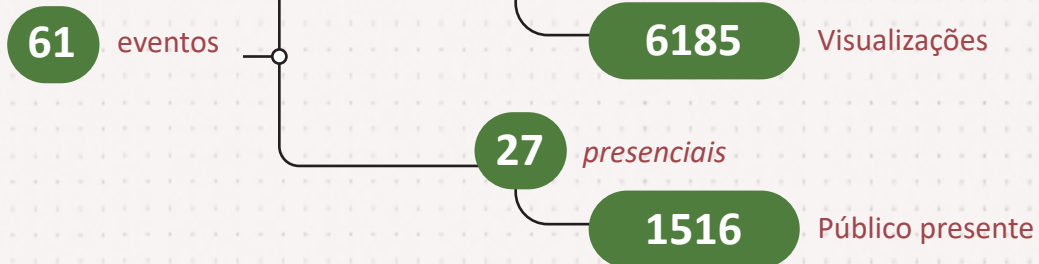 61 eventos
6185 Visualizações
27 presenciais
1516 Público presente